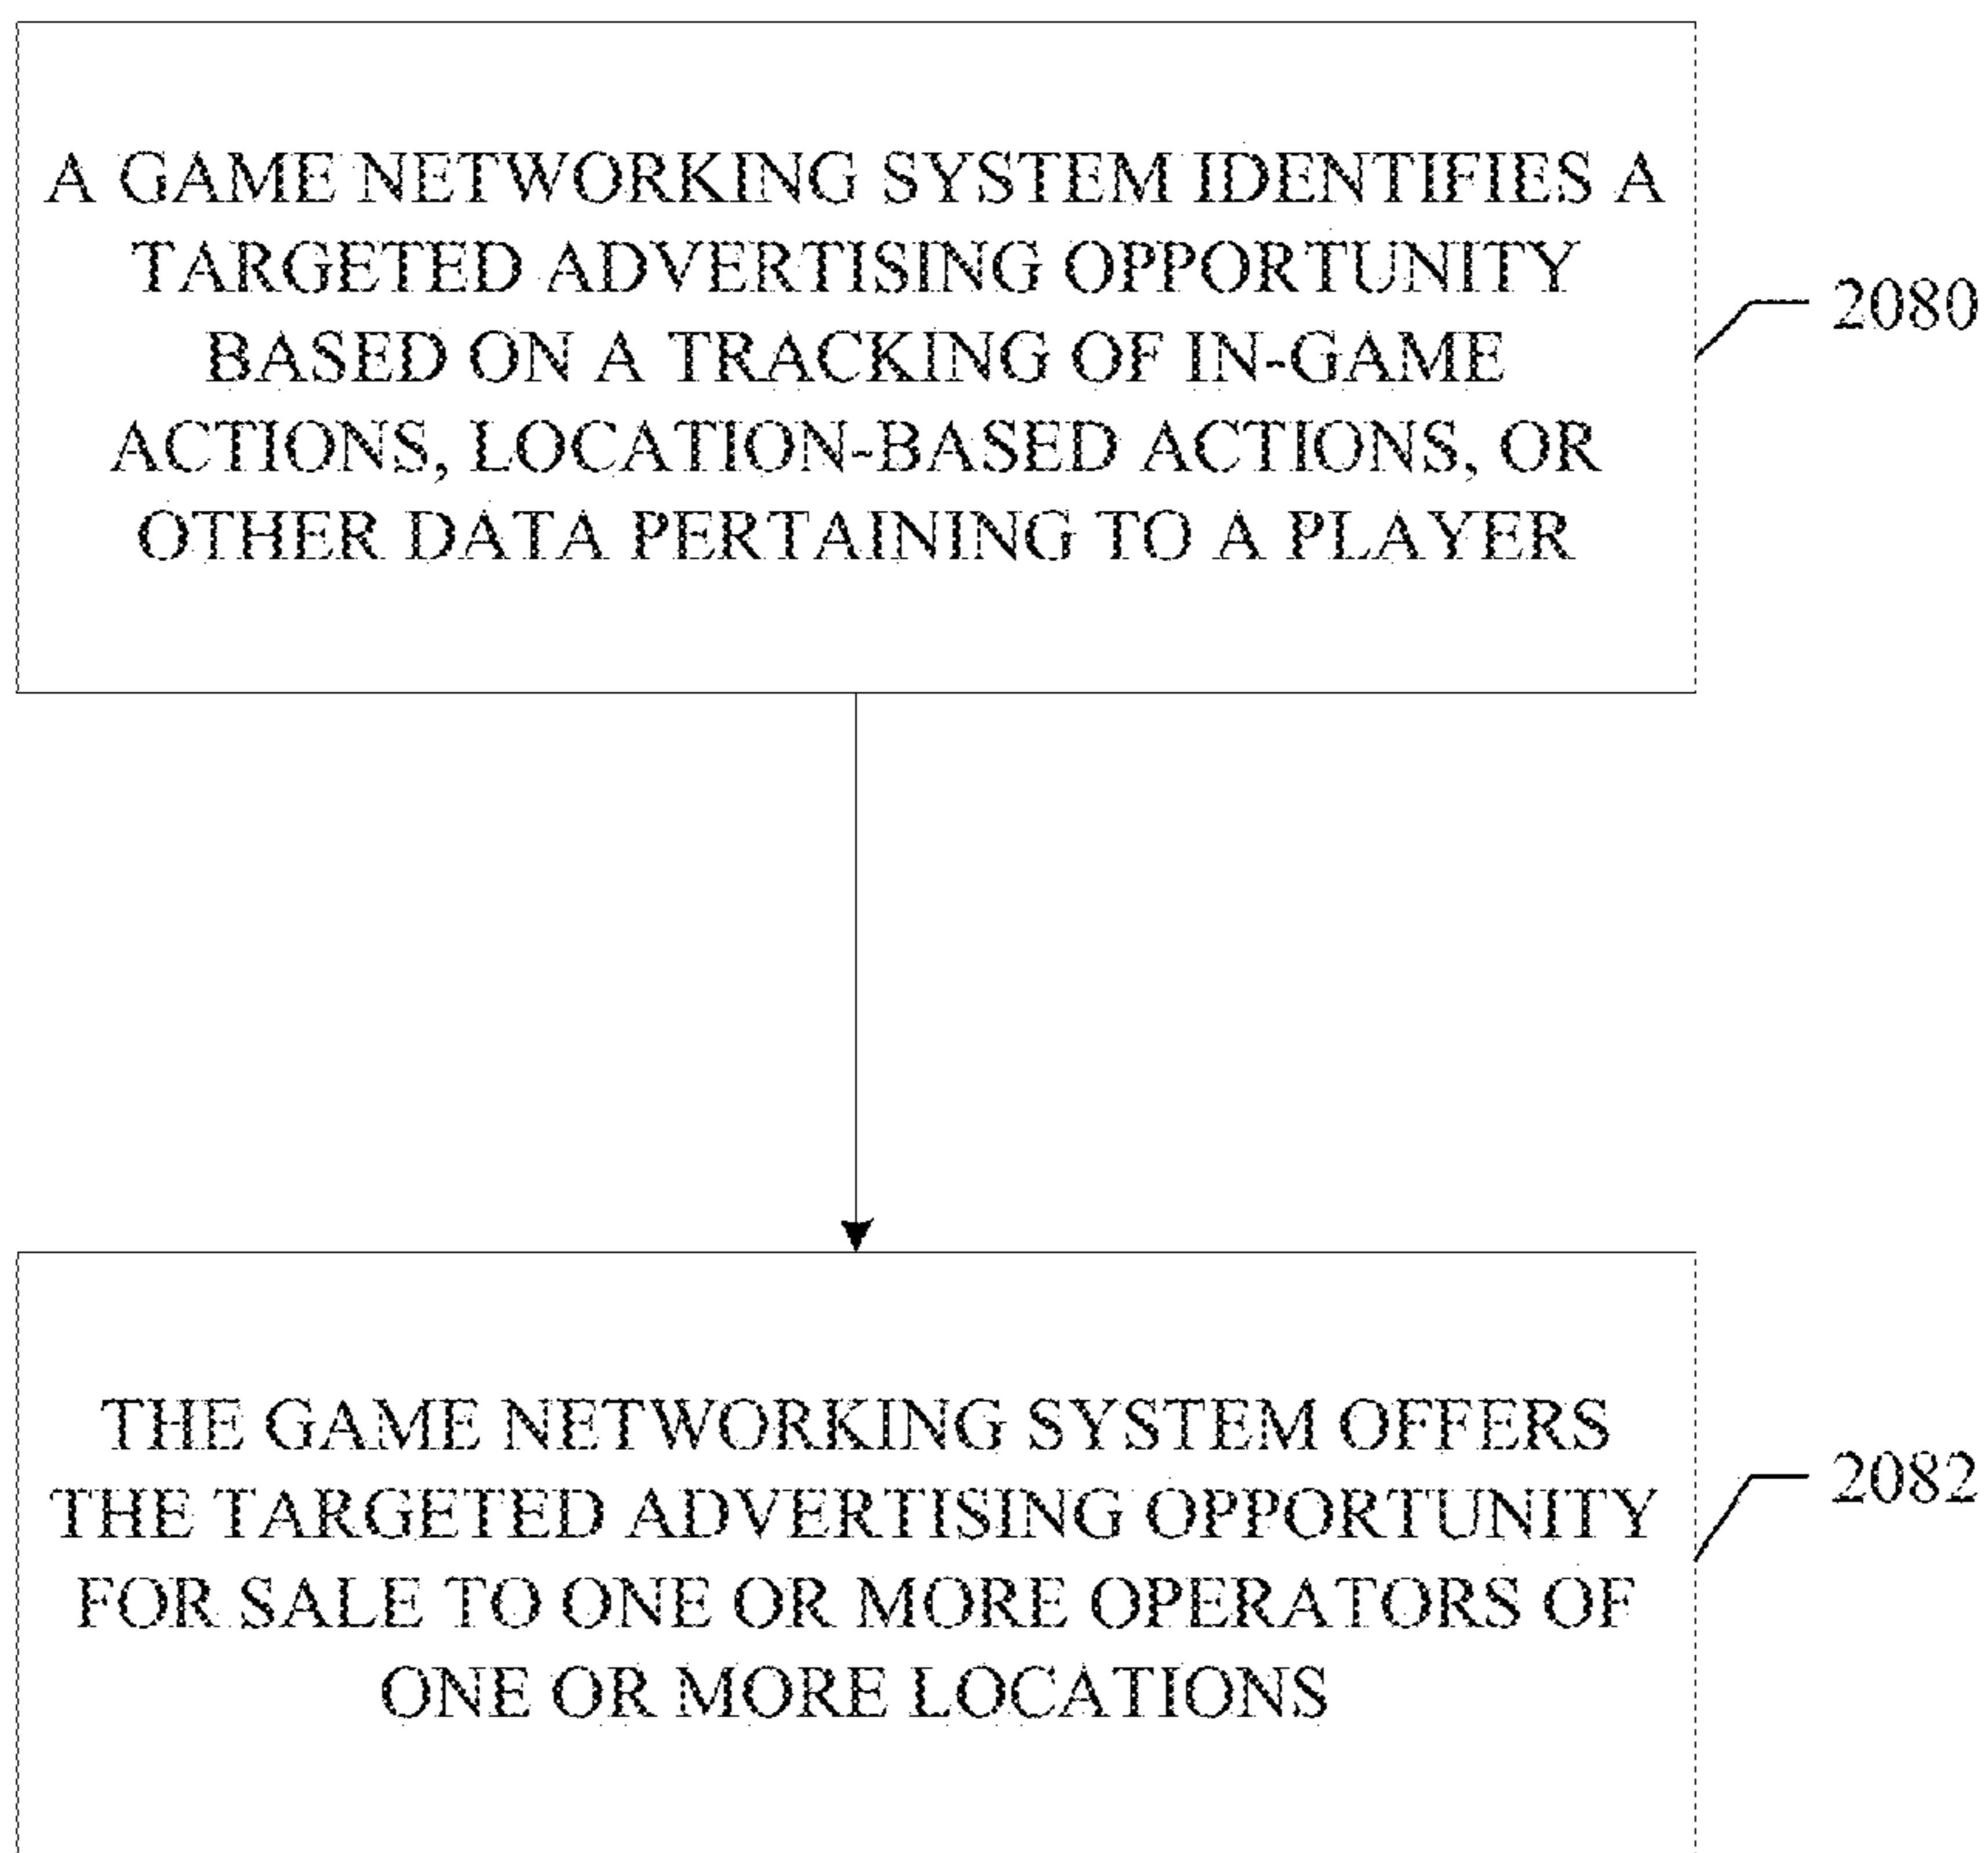 A GAME NETWORKING SYSTEM IDENTIFIES A
TARGETED ADVERTISING OPPORTUNITY
BASED ON A TRACKING OF IN-GAME
ACTIONS, LOCATION-BASED ACTIONS, OR
OTHER DATA PERTAINING TO A PLAYER
2080
THE GAME NETWORKING SYSTEM OFFERS
THE TARGETED ADVERTISING OPPORTUNITY
FOR SALE TO ONE OR MORE OPERATORS OF
ONE OR MORE LOCATIONS
2082